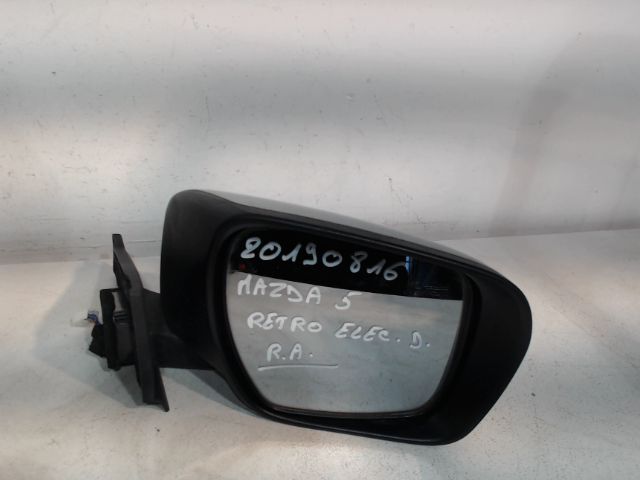 20190816
MAZDA 5
RETRO ELEC. D.
R.A.